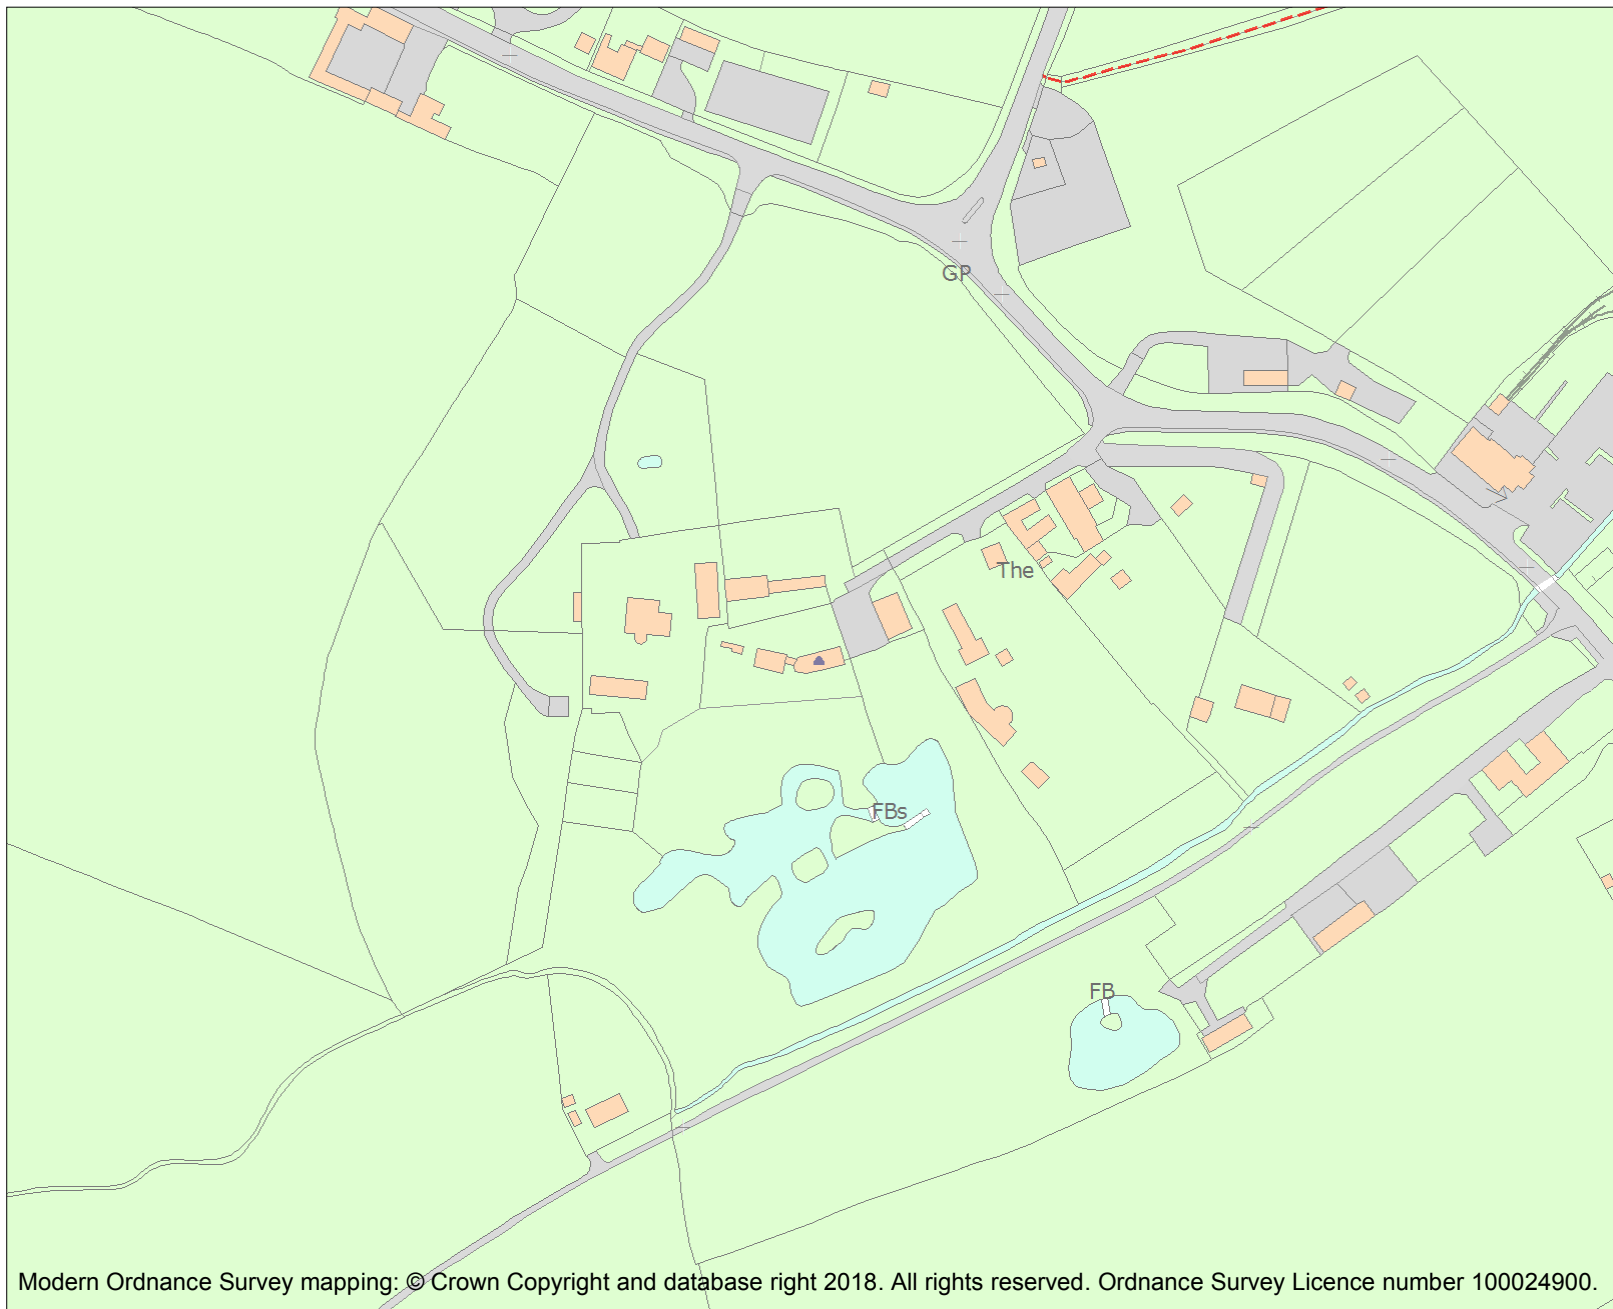 GP
The
FBs
FB
Modern Ordnance Survey mapping: © Crown Copyright and database right 2018. All rights reserved. Ordnance Survey Licence number 100024900.